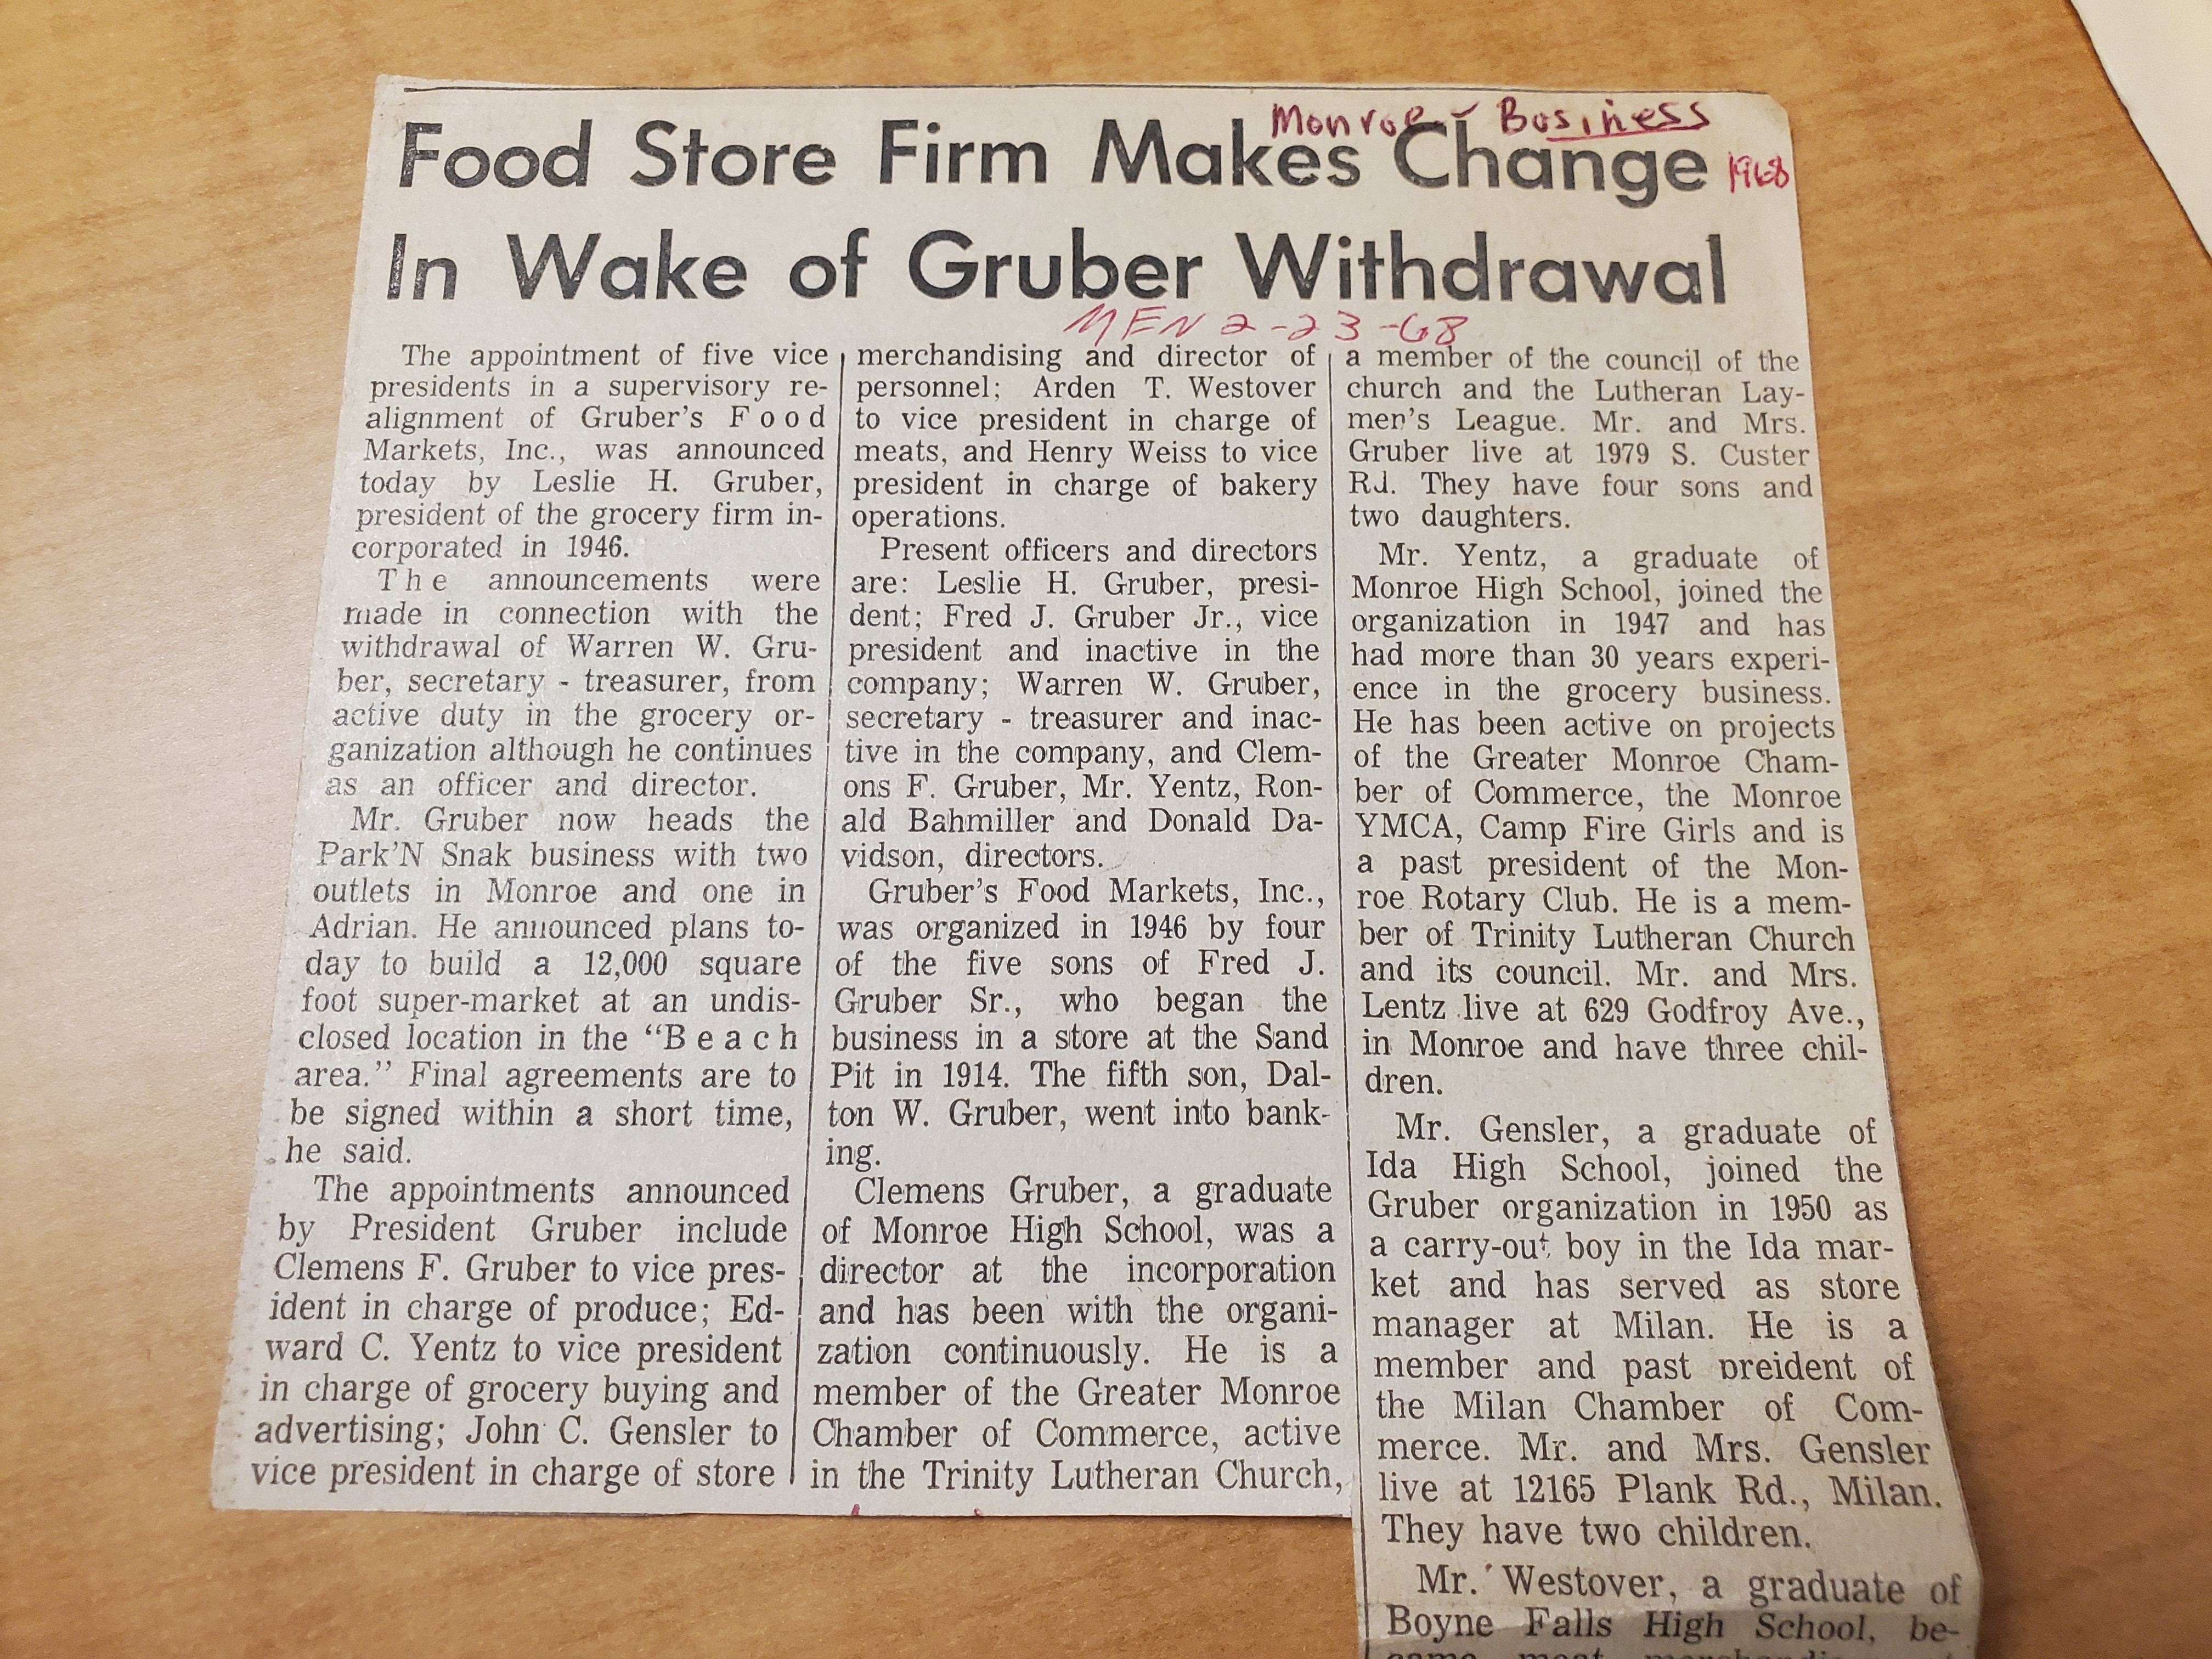 Monroe - Business
Food Store Firm Makes Change
1968
In Wake of Gruber Withdrawal
MEN 2-23-68
The appointment of five vice
presidents in a supervisory re-
alignment of Gruber's Food
Markets, Inc., was announced
today by Leslie H. Gruber,
president of the grocery firm in-
corporated in 1946.
The announcements were
made in connection with the
withdrawal of Warren W. Gru-
ber, secretary - treasurer, from
active duty in the grocery or-
ganization although he continues
as an officer and director.
Mr. Gruber now heads the
Park'N Snak business with two
outlets in Monroe and one in
Adrian. He announced plans to-
day to build a 12,000 square
foot super-market at an undis-
closed location in the "Beach
area." Final agreements are to
be signed within a short time,
he said.
The appointments announced
by President Gruber include
Clemens F. Gruber to vice pres-
ident in charge of produce; Ed-
ward C. Yentz to vice president
in charge of grocery buying and
advertising; John C. Gensler to
vice president in charge of store
merchandising and director of
personnel; Arden T. Westover
to vice president in charge of
meats, and Henry Weiss to vice
president in charge of bakery
operations.
Present officers and directors
are: Leslie H. Gruber, presi-
dent; Fred J. Gruber Jr., vice
president and inactive in the
company; Warren W. Gruber,
secretary - treasurer and inac-
tive in the company, and Clem-
ons F. Gruber, Mr. Yentz, Ron-
ald Bahmiller and Donald Da-
vidson, directors.
Gruber's Food Markets, Inc.,
was organized in 1946 by four
of the five sons of Fred J.
Gruber Sr., who began the
business in a store at the Sand
Pit in 1914. The fifth son, Dal-
ton W. Gruber, went into bank-
ing.
Clemens Gruber, a graduate
of Monroe High School, was a
director at the incorporation
and has been with the organi-
zation continuously. He is a
member of the Greater Monroe
Chamber of Commerce, active
in the Trinity Lutheran Church,
a member of the council of the
church and the Lutheran Lay-
men's League. Mr. and Mrs.
Gruber live at 1979 S. Custer
Rd. They have four sons and
two daughters.
Mr. Yentz, a graduate of
Monroe High School, joined the
organization in 1947 and has
had more than 30 years experi-
ence in the grocery business.
He has been active on projects
of the Greater Monroe Cham-
ber of Commerce, the Monroe
YMCA, Camp Fire Girls and is
a past president of the Mon-
roe Rotary Club. He is a mem-
ber of Trinity Lutheran Church
and its council. Mr. and Mrs.
Lentz live at 629 Godfroy Ave.,
in Monroe and have three chil-
dren.
Mr. Gensler, a graduate of
Ida High School, joined the
Gruber organization in 1950 as
a carry-out boy in the Ida mar-
ket and has served as store
manager at Milan. He is a
member and past preident of
the Milan Chamber of Com-
merce. Mr. and Mrs. Gensler
live at 12165 Plank Rd., Milan.
They have two children.
Mr. Westover, a graduate of
Boyne Falls High School, be-